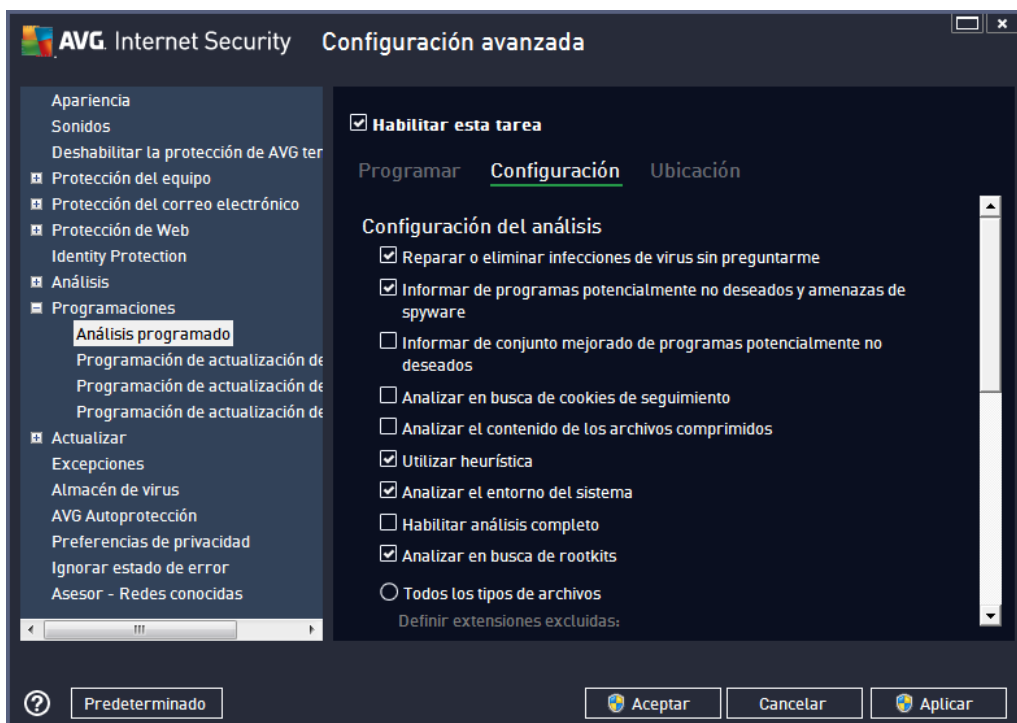 AVG. Internet Security Configuración avanzada
Apariencia
Sonidos
Deshabilitar la protección de AVG ter
Protección del equipo
Protección del correo electrónico
Protección de Web
Identity Protection
Análisis
Programaciones
Análisis programado
Programación de actualización de
Programación de actualización de
Programación de actualización de
Actualizar
Excepciones
Almacén de virus
AVG Autoprotección
Preferencias de privacidad
Ignorar estado de error
Asesor - Redes conocidas
Habilitar esta tarea
Programar Configuración Ubicación
Configuración del análisis
Reparar o eliminar infecciones de virus sin preguntarme
Informar de programas potencialmente no deseados y amenazas de
spyware
Informar de conjunto mejorado de programas potencialmente no
deseados
Analizar en busca de cookies de seguimiento
Analizar el contenido de los archivos comprimidos
Utilizar heurística
Analizar el entorno del sistema
Habilitar análisis completo
Analizar en busca de rootkits
Todos los tipos de archivos
Definir extensiones excluidas:
Predeterminado Aceptar Cancelar Aplicar